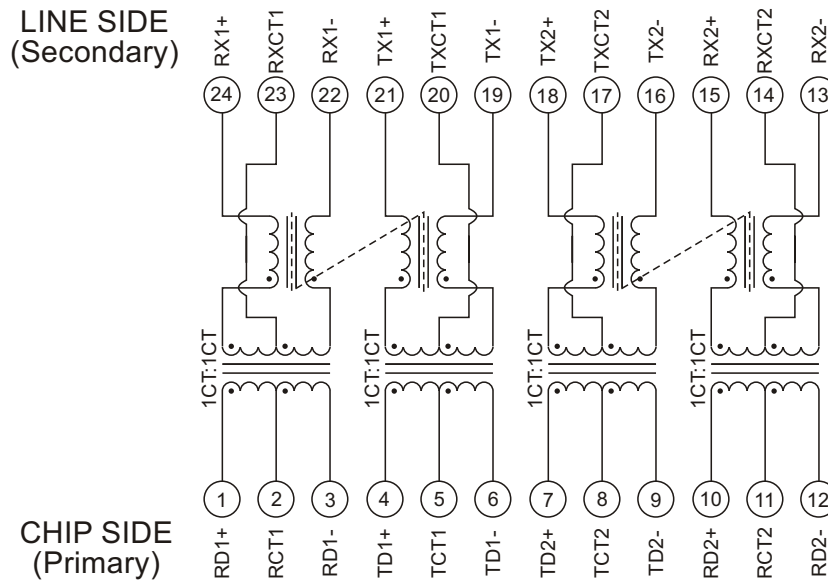 LINE SIDE
(Secondary)
RX1+
RXCT1
RX1-
TX1+
TXCT1
TX1-
TX2+
TXCT2
TX2-
RX2+
RXCT2
RX2-
24
23
22
21
20
19
18
17
16
15
14
13
1CT:1CT
1CT:1CT
1CT:1CT
1CT:1CT
1
2
3
4
5
6
7
8
9
10
11
12
CHIP SIDE
(Primary)
RD1+
RCT1
RD1-
TD1+
TCT1
TD1-
TD2+
TCT2
TD2-
RD2+
RCT2
RD2-